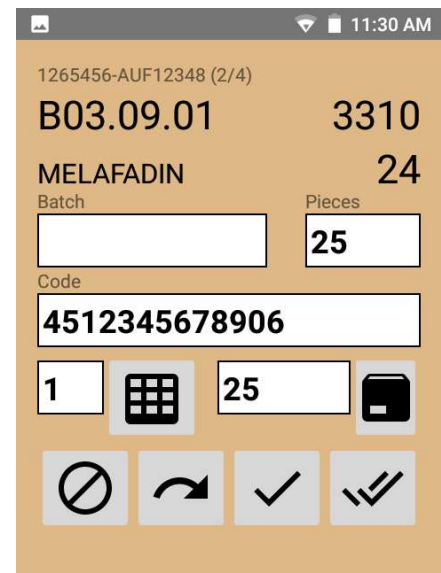 11:30 AM
1265456-AUF12348 (2/4)
B03.09.01 3310
MELAFADIN 24
Batch Pieces
25
Code
4512345678906
1 25